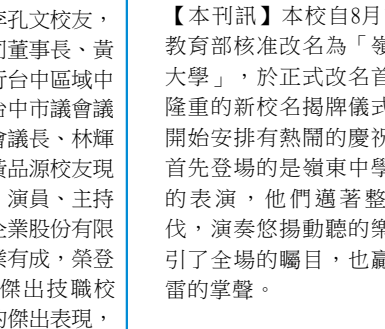 李孔文校友，
董事長、黃
行台中區域中
台中市議會議
會議長、林輝
黃品源校友現
演員、主持
企業股份有限
業有成，榮登
傑出技職校
的傑出表現，
【本刊訊】本校自8月
教育部核准改名為「嶺
大學」，於正式改名首
隆重的新校名揭牌儀式
開始安排有熱鬧的慶祝
首先登場的是嶺東中學
的表演，他們邁著整
伐，演奏悠揚動聽的樂
引了全場的矚目，也贏
雷的掌聲。